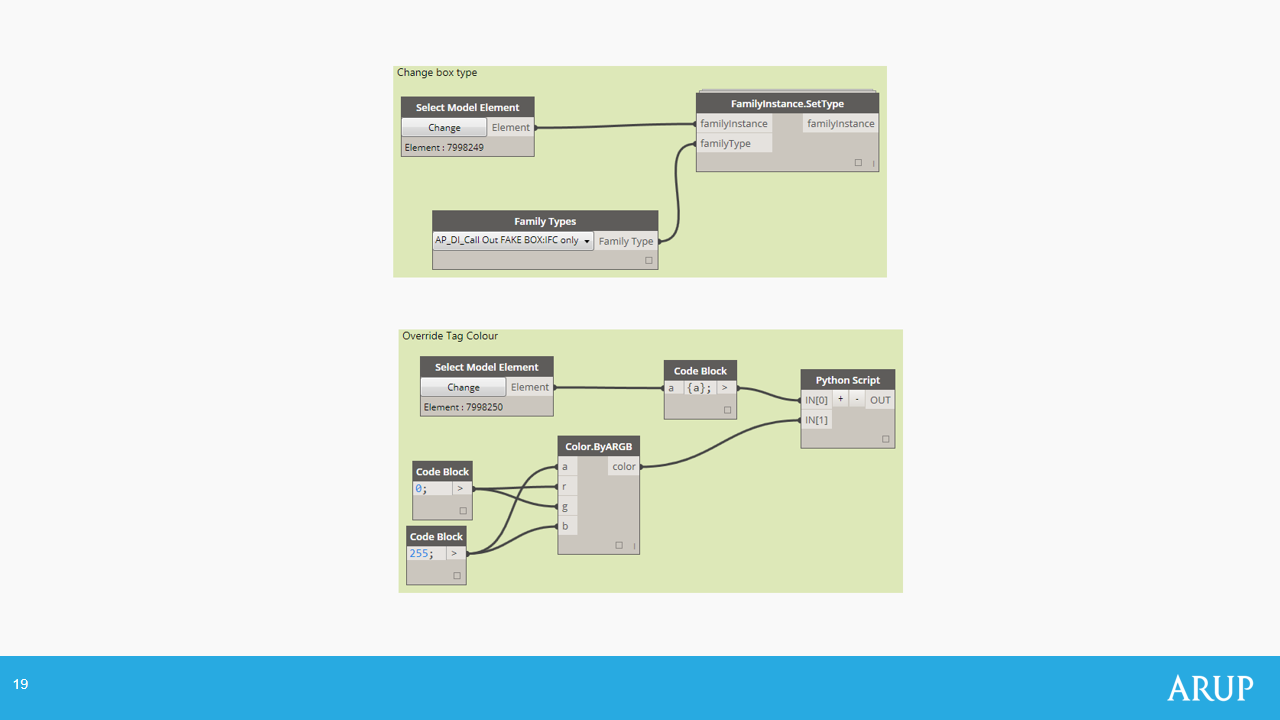 Change box type
Select Model Element
Change
Element
Element : 7998249
FamilyInstance.SetType
familyInstance
familyInstance
familyType
Family Types
AP_DI_Call Out FAKE BOX:IFC only
Family Type
Override Tag Colour
Select Model Element
Change
Element
Element : 7998250
Code Block
a
{a};
>
Python Script
IN[0]
+
-
OUT
IN[1]
Color.ByARGB
a
color
r
g
b
Code Block
0;
>
Code Block
255;
>
19
ARUP